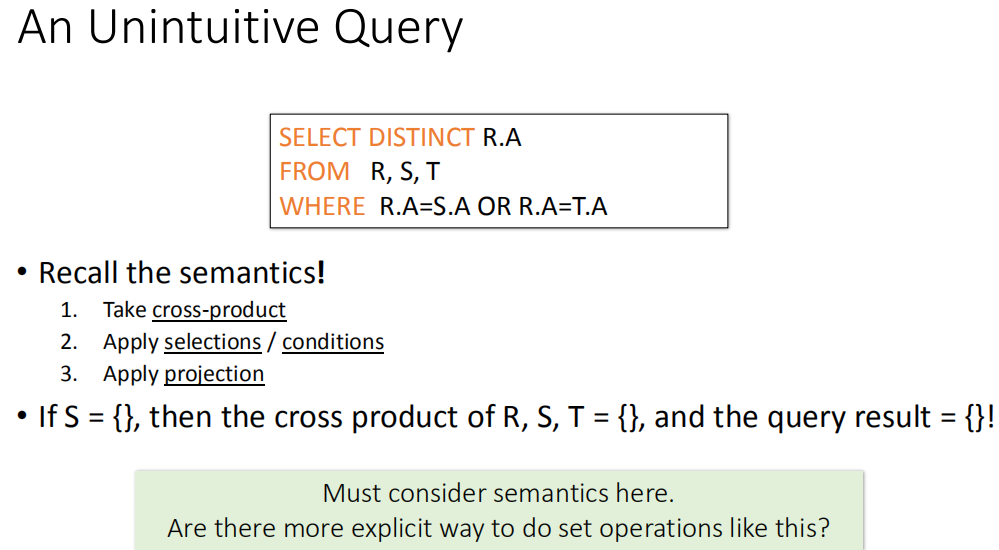 An Unintuitive Query
SELECT DISTINCT R.A
FROM R, S, T
WHERE R.A=S.A OR R.A=T.A
• Recall the semantics!
1. Take cross-product
2. Apply selections / conditions
3. Apply projection
• If S = {}, then the cross product of R, S, T = {}, and the query result = {}!
Must consider semantics here.
Are there more explicit way to do set operations like this?